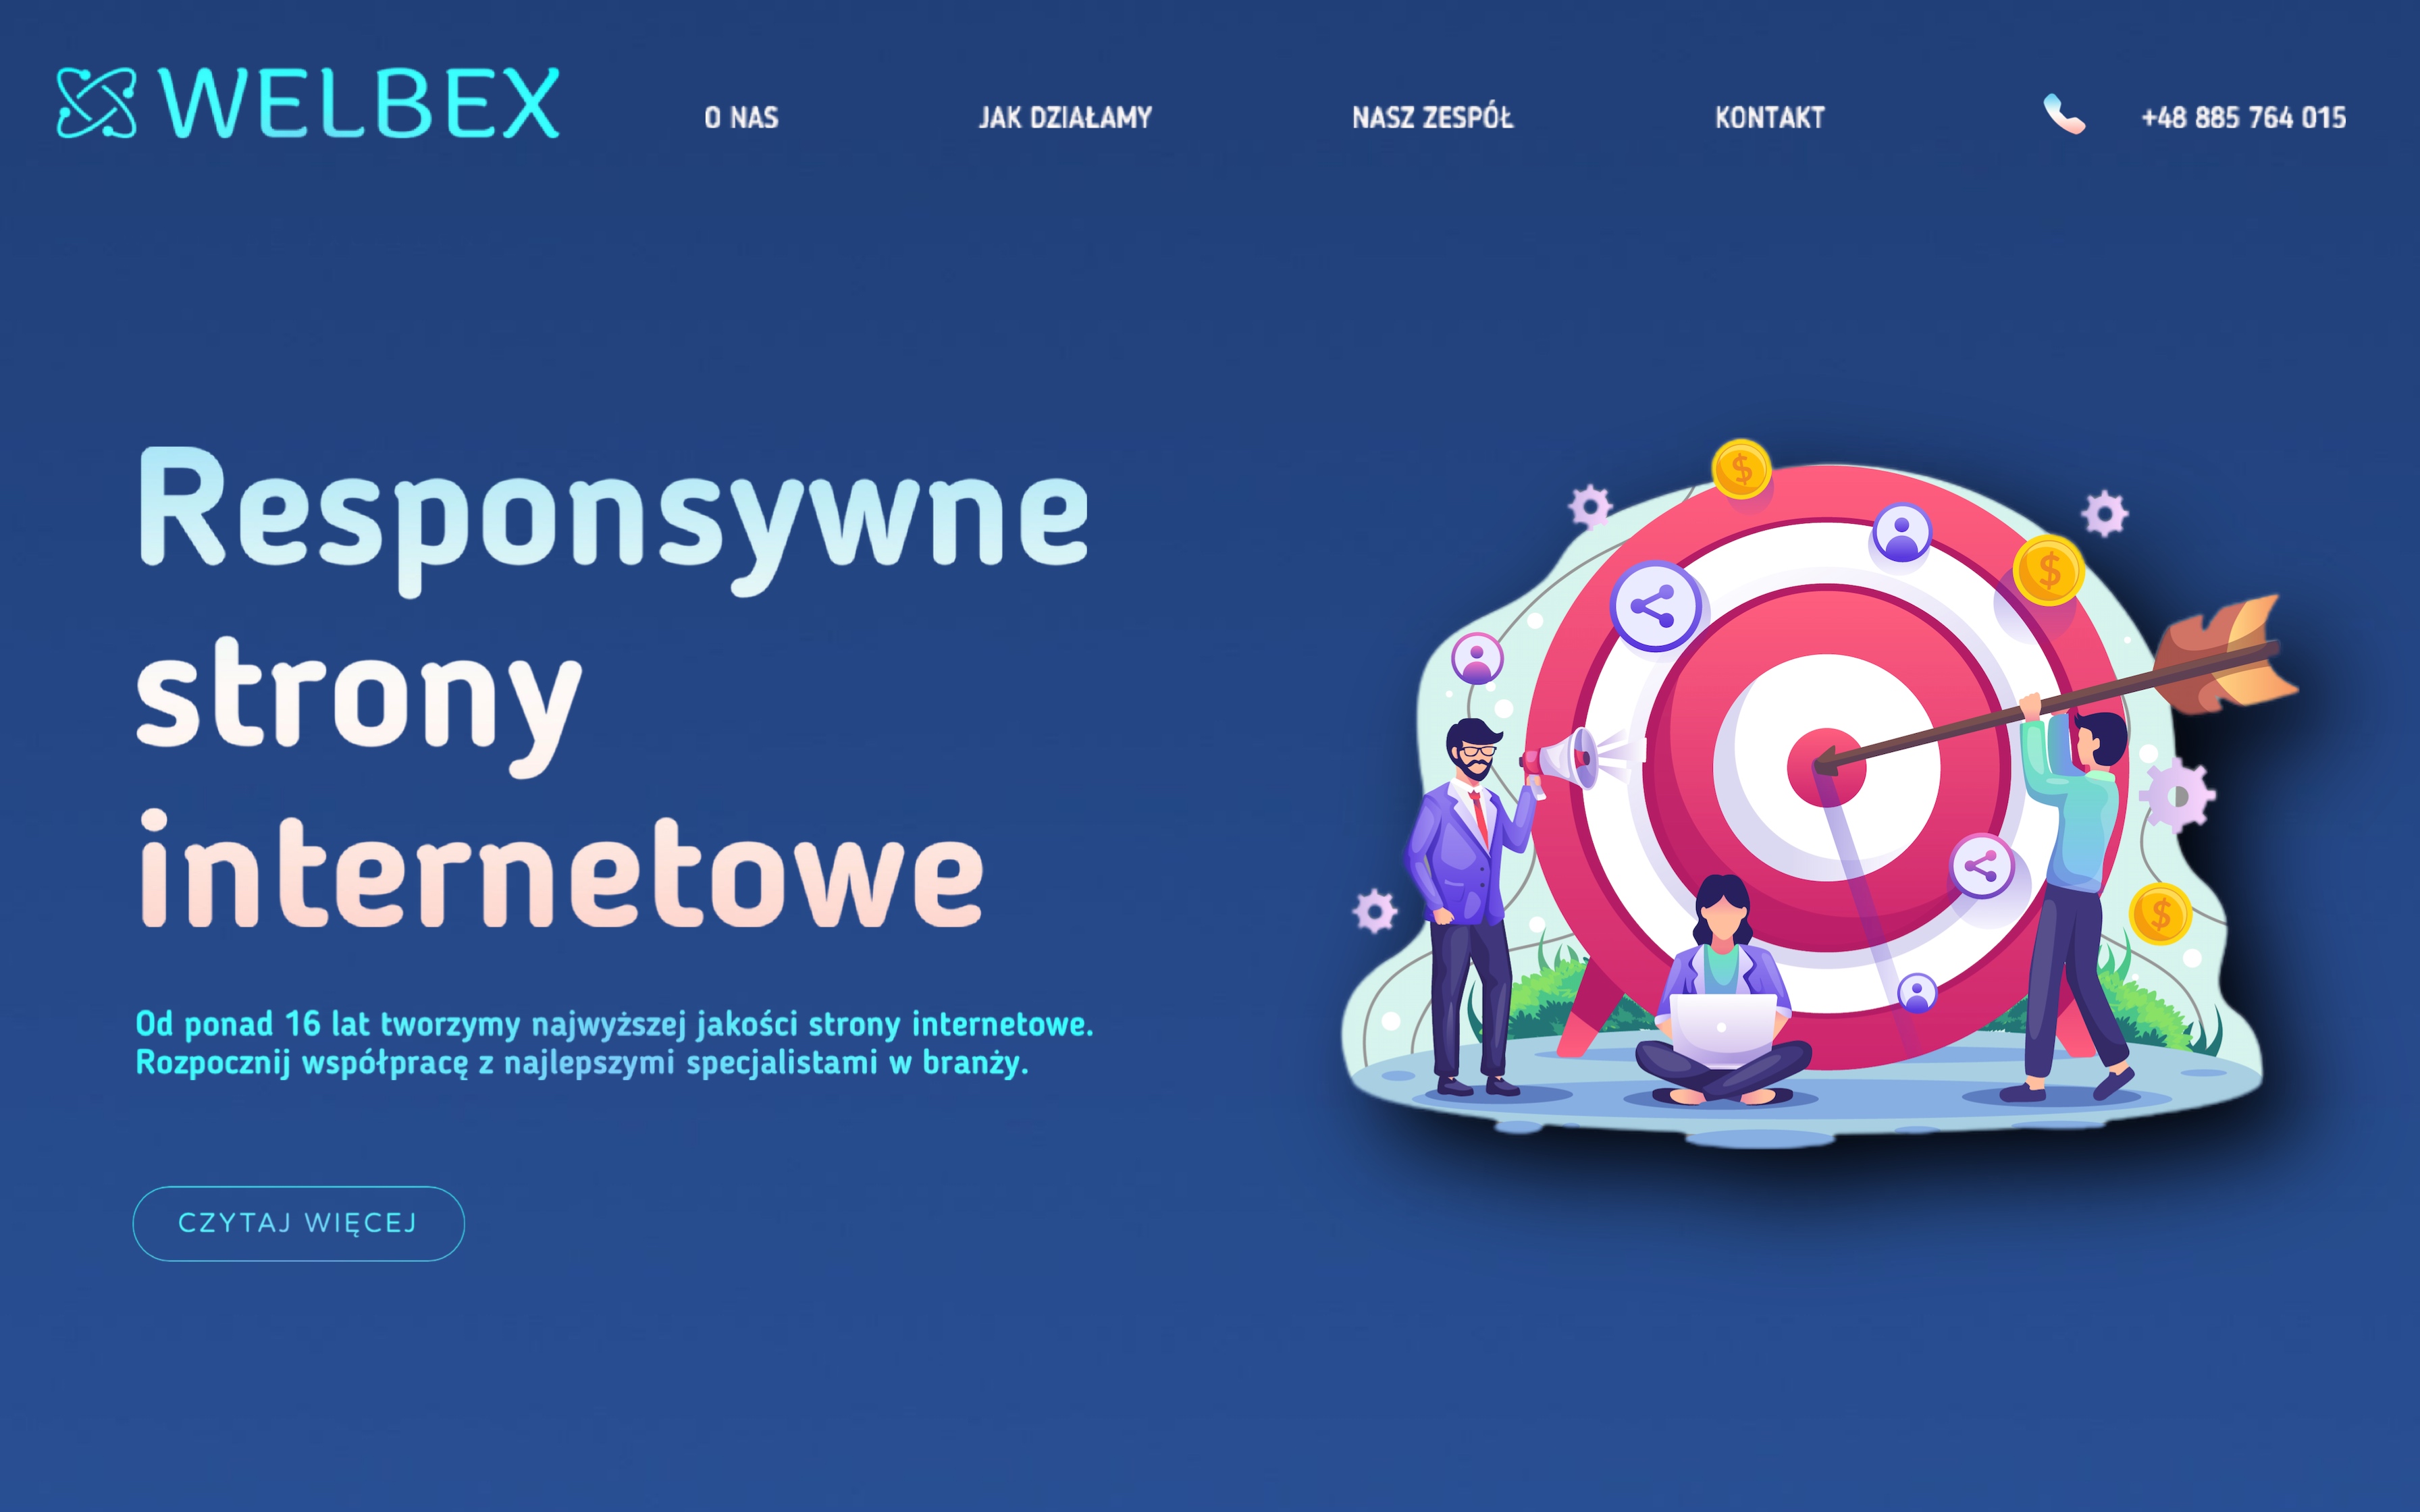 WELBEX
O NAS
JAK DZIAŁAMY
NASZ ZESPÓŁ
KONTAKT
+48 885 764 015
Responsywne
strony
internetowe
Od ponad 16 lat tworzymy najwyższej jakości strony internetowe.
Rozpocznij współpracę z najlepszymi specjalistami w branży.
CZYTAJ WIĘCEJ